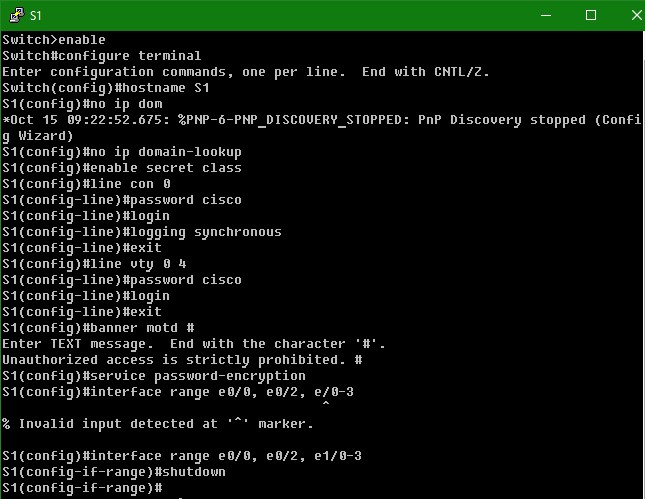 S1
Switch>enable
Switch#configure terminal
Enter configuration commands, one per line.  End with CNTL/Z.
Switch(config)#hostname S1
S1(config)#no ip dom
*Oct 15 09:22:52.675: %PNP-6-PNP_DISCOVERY_STOPPED: PnP Discovery stopped (Confi
g Wizard)
S1(config)#no ip domain-lookup
S1(config)#enable secret class
S1(config)#line con 0
S1(config-line)#password cisco
S1(config-line)#login
S1(config-line)#logging synchronous
S1(config-line)#exit
S1(config)#line vty 0 4
S1(config-line)#password cisco
S1(config-line)#login
S1(config-line)#exit
S1(config)#banner motd #
Enter TEXT message.  End with the character '#'.
Unauthorized access is strictly prohibited. #
S1(config)#service password-encryption
S1(config)#interface range e0/0, e0/2, e/0-3
                                        ^
% Invalid input detected at '^' marker.
S1(config)#interface range e0/0, e0/2, e1/0-3
S1(config-if-range)#shutdown
S1(config-if-range)#